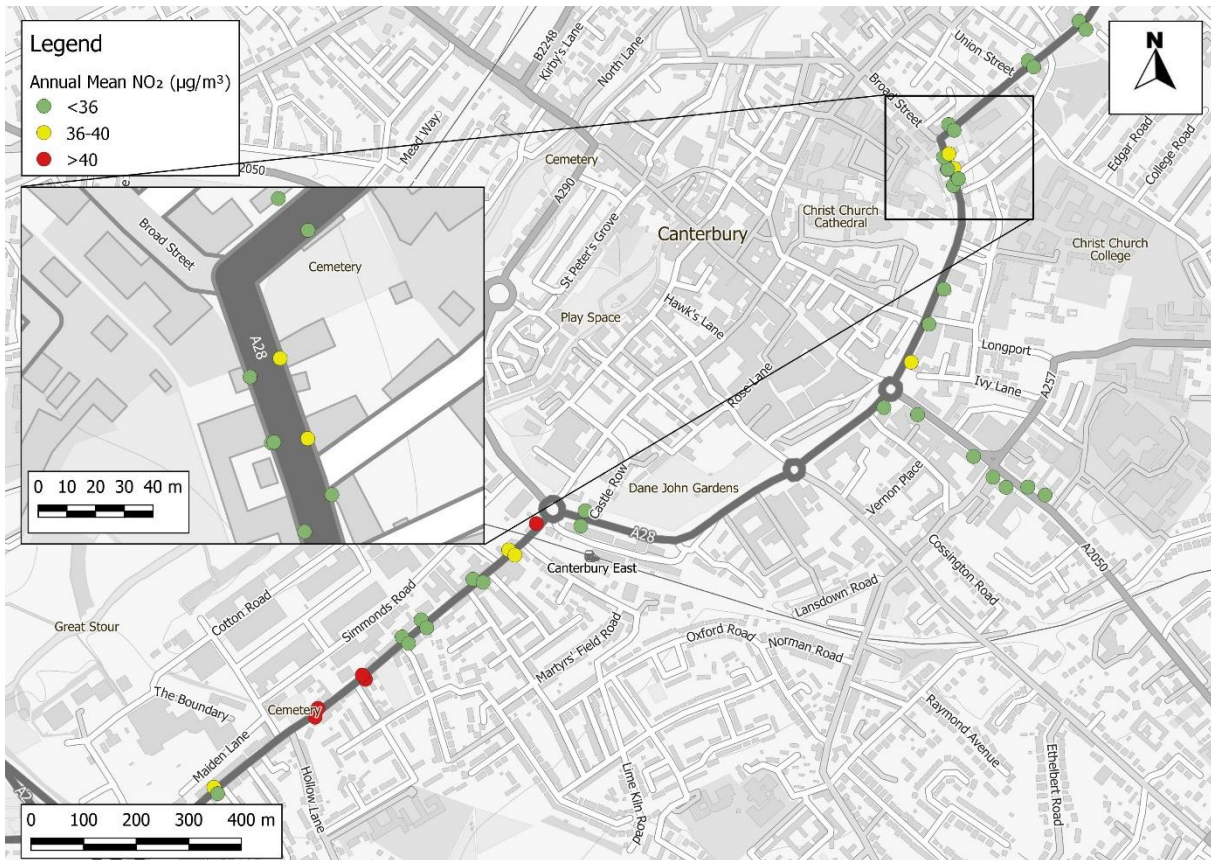 Legend
Annual Mean NO₂ (µg/m³)
<36
36-40
>40
N
B2248
Kirby's Lane
North Lane
Union Street
Broad Street
Mead Way
2050
Cemetery
A290
Edgar Road
College Road
Christ Church
Cathedral
Canterbury
Christ Church
College
St Peter's Grove
Broad Street
Cemetery
Play Space
Hawk's Lane
A28
Longport
Rose Lane
Ivy Lane
A257
0 10 20 30 40 m
Castle Row
Dane John Gardens
Vernon Place
A28
A2050
Canterbury East
Cossington Road
Simmonds Road
Cotton Road
Lansdown Road
Great Stour
Martyrs' Field Road
Oxford Road
Norman Road
The Boundary
Cemetery
Raymond Avenue
Maiden Lane
Hollow Lane
Lime Kiln Road
Ethelbert Road
A2
0 100 200 300 400 m